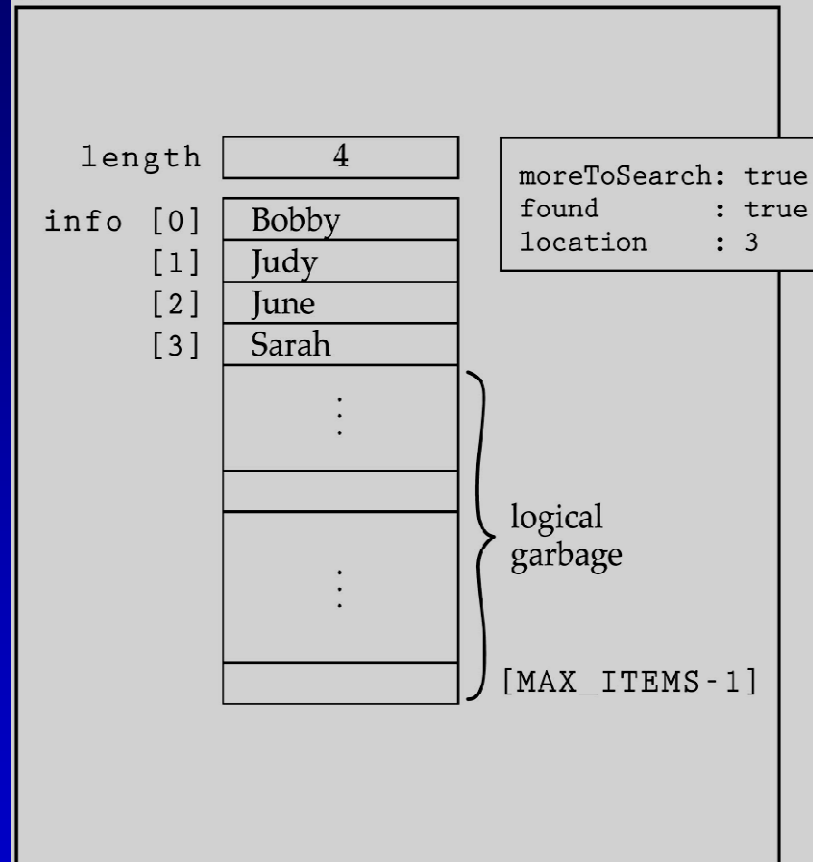 length 4
moreToSearch: true
found : true
location : 3
info [0] Bobby
[1] Judy
[2] June
[3] Sarah
logical
garbage
[MAX_ITEMS-1]